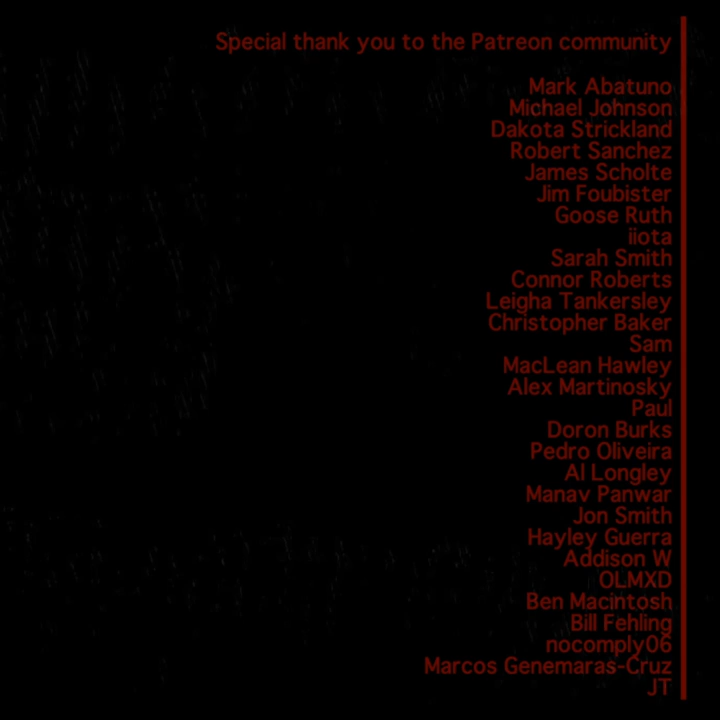 Special thank you to the Patreon community
Mark Abatuno
Michael Johnson
Dakota Strickland
Robert Sanchez
James Scholte
Jim Foubister
Goose Ruth
iiota
Sarah Smith
Connor Roberts
Leigha Tankersley
Christopher Baker
Sam
MacLean Hawley
Alex Martinosky
Paul
Doron Burks
Pedro Oliveira
Al Longley
Manav Panwar
Jon Smith
Hayley Guerra
Addison W
OLMXD
Ben Macintosh
Bill Fehling
nocomply06
Marcos Genemaras-Cruz
JT